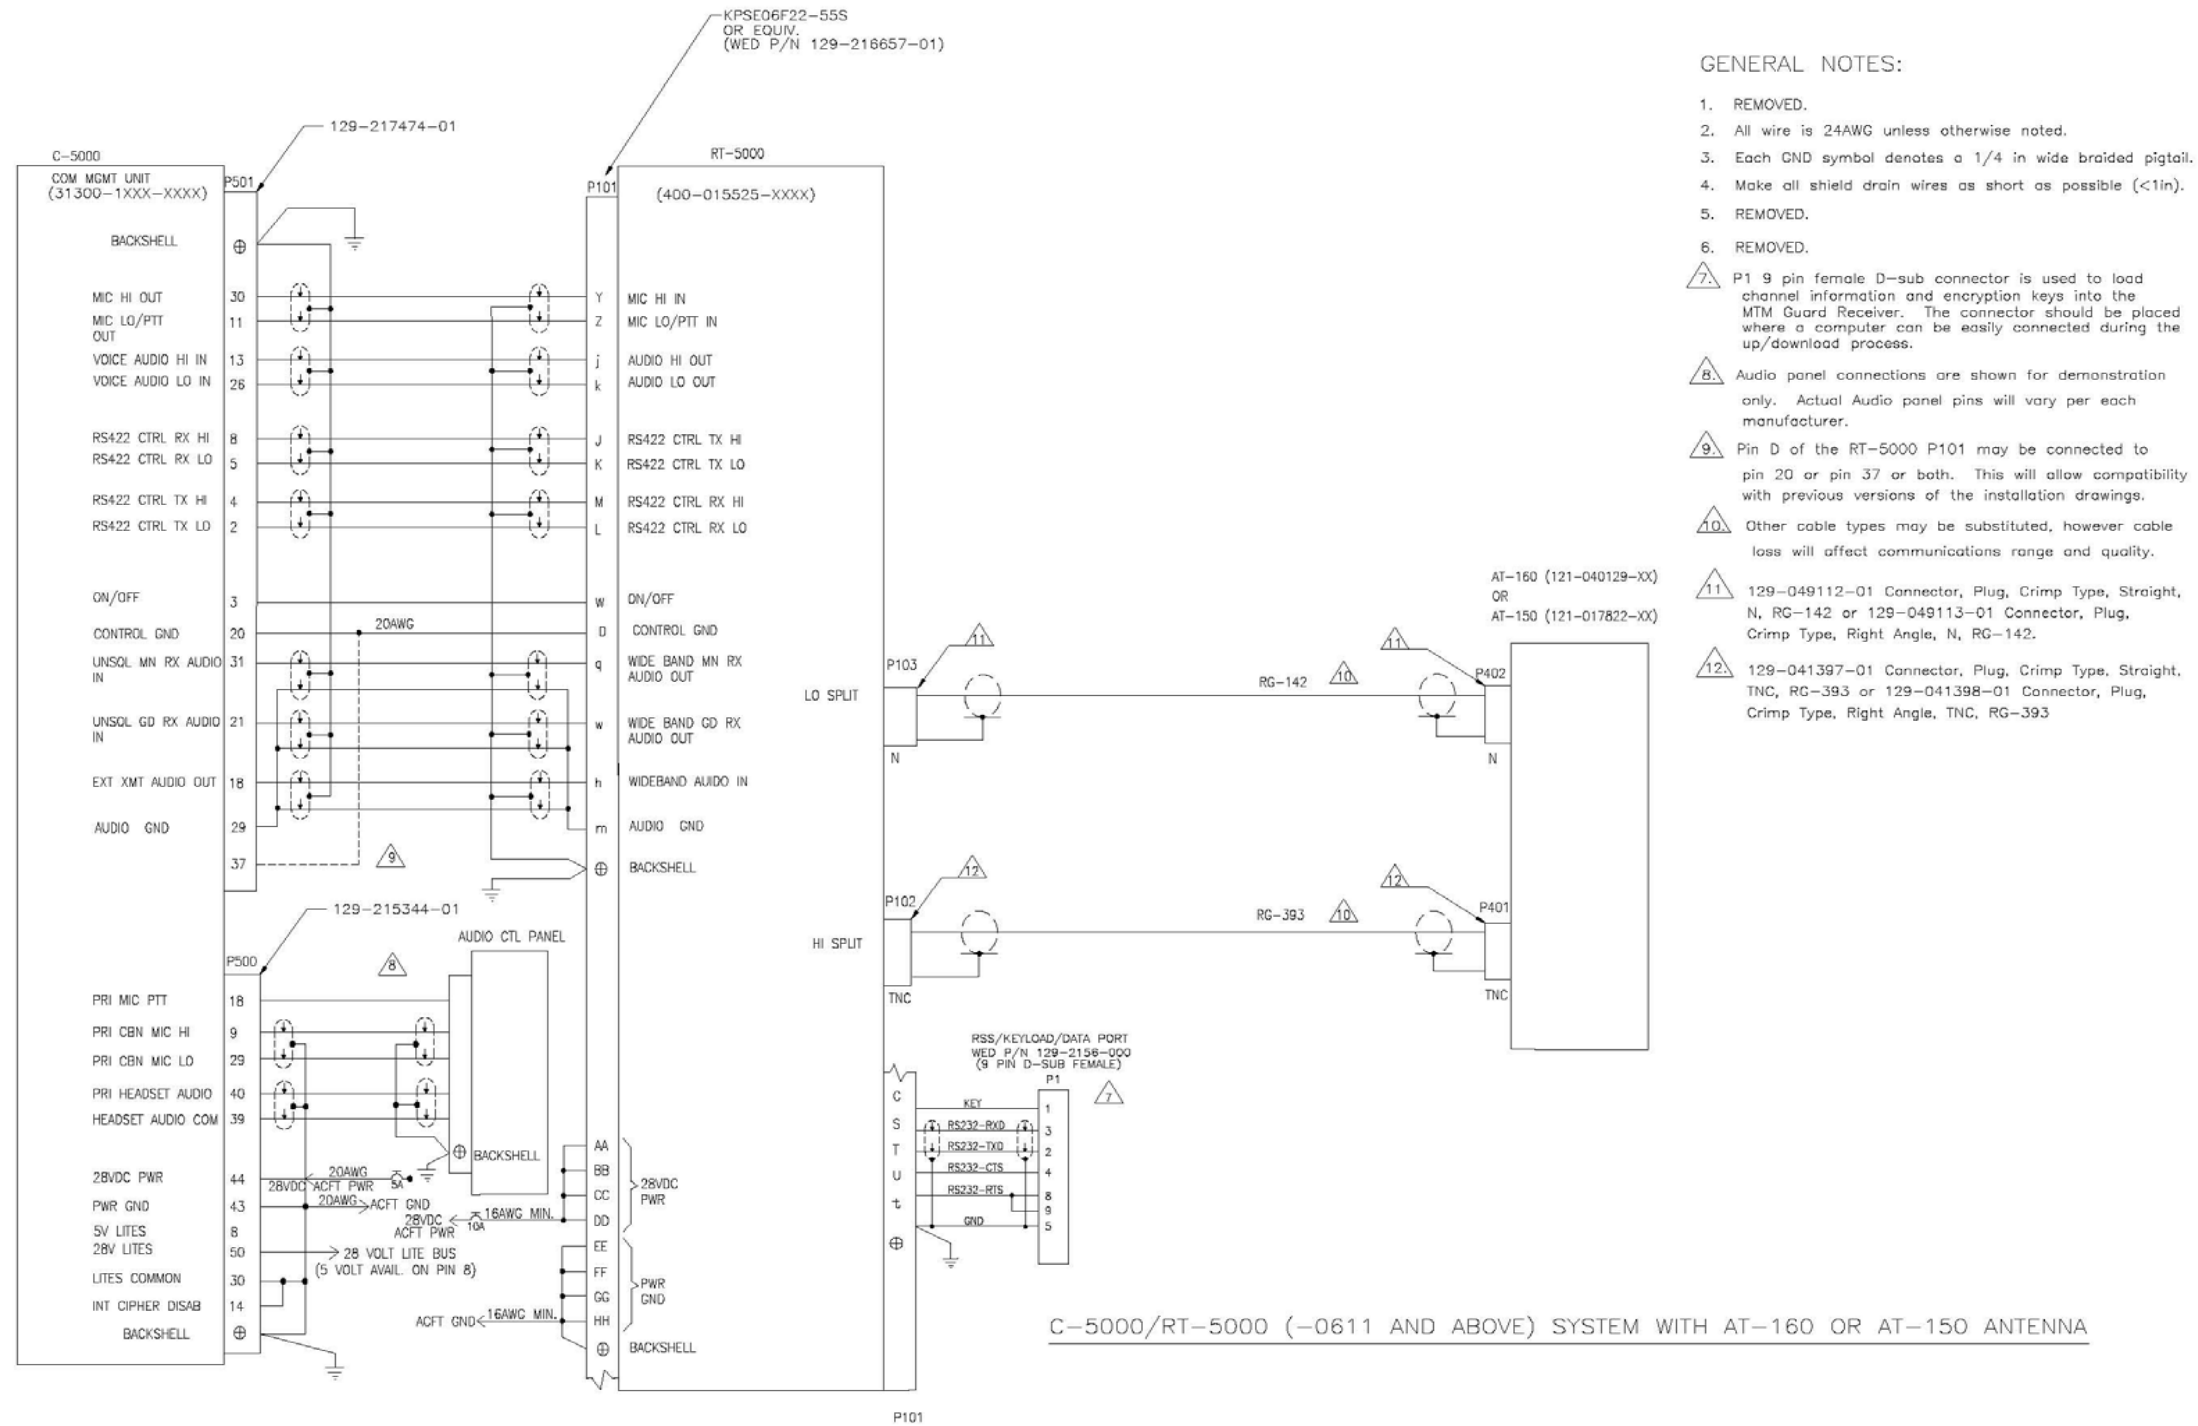 KPSE06F22-55S
OR EQUIV.
(WED P/N 129-216657-01)
129-217474-01
C-5000
COM MGMT UNIT
(31300-1XXX-XXXX)
P501
BACKSHELL
MIC HI OUT 30
MIC LO/PTT 11
OUT
VOICE AUDIO HI IN 13
VOICE AUDIO LO IN 26
RS422 CTRL RX HI 8
RS422 CTRL RX LO 5
RS422 CTRL TX HI 4
RS422 CTRL TX LO 2
ON/OFF 3
CONTROL GND 20
20AWG
UNSQL MN RX AUDIO 31
IN
UNSQL GD RX AUDIO 21
IN
EXT XMT AUDIO OUT 18
AUDIO GND 29
37
9
RT-5000
P101
(400-015525-XXXX)
Y MIC HI IN
Z MIC LO/PTT IN
j AUDIO HI OUT
k AUDIO LO OUT
J RS422 CTRL TX HI
K RS422 CTRL TX LO
M RS422 CTRL RX HI
L RS422 CTRL RX LO
W ON/OFF
D CONTROL GND
q WIDE BAND MN RX
AUDIO OUT
w WIDE BAND GD RX
AUDIO OUT
h WIDEBAND AUIDO IN
m AUDIO GND
BACKSHELL
129-215344-01
P500
AUDIO CTL PANEL
8
PRI MIC PTT 18
PRI CBN MIC HI 9
PRI CBN MIC LO 29
PRI HEADSET AUDIO 40
HEADSET AUDIO COM 39
BACKSHELL
28VDC PWR 44
20AWG
28VDC ACFT PWR
5A
PWR GND 43
20AWG
ACFT GND
5V LITES 8
28V LITES 50
28 VOLT LITE BUS
(5 VOLT AVAIL. ON PIN 8)
LITES COMMON 30
INT CIPHER DISAB 14
BACKSHELL
28VDC
ACFT PWR
10A
16AWG MIN.
AA
BB
CC
DD
28VDC
PWR
EE
FF
GG
HH
PWR
GND
ACFT GND
16AWG MIN.
BACKSHELL
P103
11
LO SPLIT
N
RG-142
10
11
P402
N
AT-160 (121-040129-XX)
OR
AT-150 (121-017822-XX)
P102
12
HI SPLIT
TNC
RG-393
10
12
P401
TNC
RSS/KEYLOAD/DATA PORT
WED P/N 129-2156-000
(9 PIN D-SUB FEMALE)
P1
7
C KEY 1
S RS232-RXD 3
T RS232-TXD 2
U RS232-CTS 4
t RS232-RTS 8
9
GND 5
P101
GENERAL NOTES:
1. REMOVED.
2. All wire is 24AWG unless otherwise noted.
3. Each GND symbol denotes a 1/4 in wide braided pigtail.
4. Make all shield drain wires as short as possible (<1in).
5. REMOVED.
6. REMOVED.
7. P1 9 pin female D-sub connector is used to load
channel information and encryption keys into the
MTM Guard Receiver. The connector should be placed
where a computer can be easily connected during the
up/download process.
8. Audio panel connections are shown for demonstration
only. Actual Audio panel pins will vary per each
manufacturer.
9. Pin D of the RT-5000 P101 may be connected to
pin 20 or pin 37 or both. This will allow compatibility
with previous versions of the installation drawings.
10. Other cable types may be substituted, however cable
loss will affect communications range and quality.
11 129-049112-01 Connector, Plug, Crimp Type, Straight,
N, RG-142 or 129-049113-01 Connector, Plug,
Crimp Type, Right Angle, N, RG-142.
12. 129-041397-01 Connector, Plug, Crimp Type, Straight,
TNC, RG-393 or 129-041398-01 Connector, Plug,
Crimp Type, Right Angle, TNC, RG-393
C-5000/RT-5000 (-0611 AND ABOVE) SYSTEM WITH AT-160 OR AT-150 ANTENNA